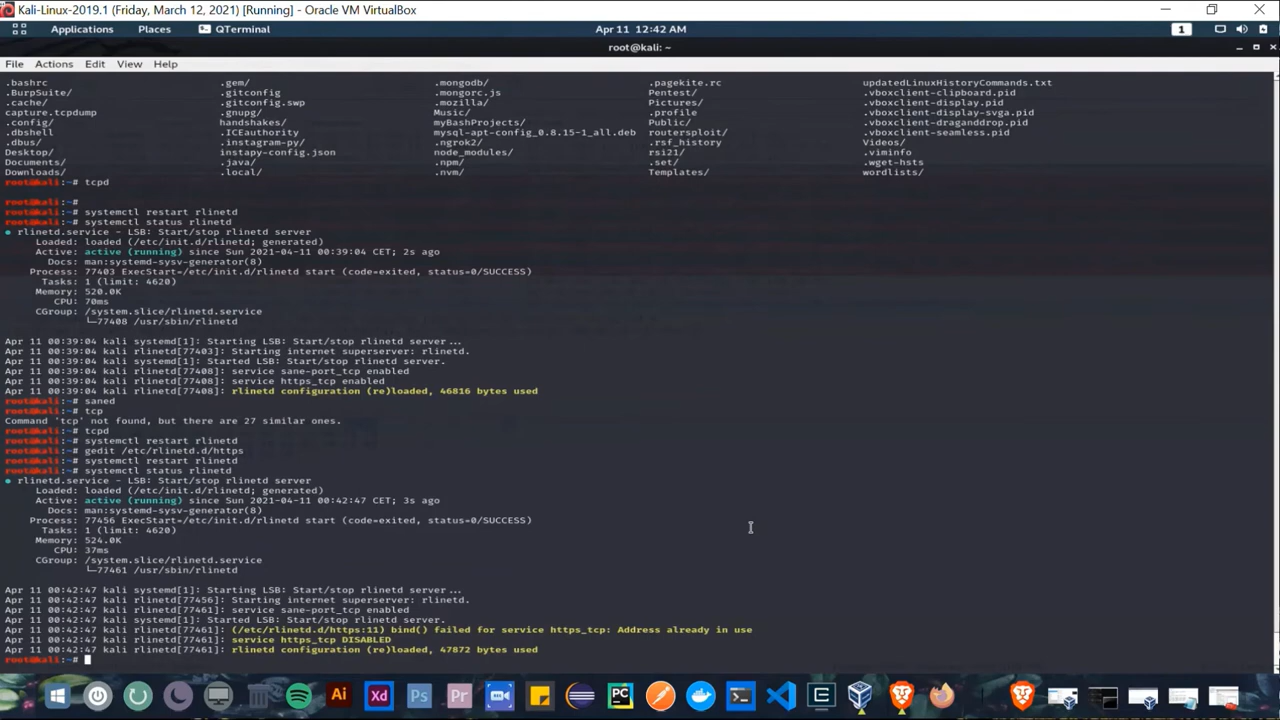 Kali-Linux-2019.1 (Friday, March 12, 2021) [Running] - Oracle VM VirtualBox
Applications Places QTerminal Apr 11 12:42 AM 1
root@kali: ~
File Actions Edit View Help
.bashrc .gem/ .mongodb/ .pagekite.rc updatedLinuxHistoryCommands.txt
.BurpSuite/ .gitconfig .mongorc.js Pentest/ .vboxclient-clipboard.pid
.cache/ .gitconfig.swp .mozilla/ Pictures/ .vboxclient-display.pid
capture.tcpdump .gnupg/ Music/ .profile .vboxclient-display-svga.pid
.config/ handshakes/ myBashProjects/ Public/ .vboxclient-draganddrop.pid
.dbshell .ICEauthority mysql-apt-config_0.8.15-1_all.deb routersploit/ .vboxclient-seamless.pid
.dbus/ .instagram-py/ .ngrok2/ .rsf_history Videos/
Desktop/ instapy-config.json node_modules/ rsi21/ .viminfo
Documents/ .java/ .npm/ .set/ .wget-hsts
Downloads/ .local/ .nvm/ Templates/ wordlists/
root@kali:~# tcpd
root@kali:~#
root@kali:~# systemctl restart rlinetd
root@kali:~# systemctl status rlinetd
● rlinetd.service - LSB: Start/stop rlinetd server
Loaded: loaded (/etc/init.d/rlinetd; generated)
Active: active (running) since Sun 2021-04-11 00:39:04 CET; 2s ago
Docs: man:systemd-sysv-generator(8)
Process: 77403 ExecStart=/etc/init.d/rlinetd start (code=exited, status=0/SUCCESS)
Tasks: 1 (limit: 4620)
Memory: 520.0K
CPU: 70ms
CGroup: /system.slice/rlinetd.service
└─77408 /usr/sbin/rlinetd
Apr 11 00:39:04 kali systemd[1]: Starting LSB: Start/stop rlinetd server...
Apr 11 00:39:04 kali rlinetd[77403]: Starting internet superserver: rlinetd.
Apr 11 00:39:04 kali systemd[1]: Started LSB: Start/stop rlinetd server.
Apr 11 00:39:04 kali rlinetd[77408]: service sane-port_tcp enabled
Apr 11 00:39:04 kali rlinetd[77408]: service https_tcp enabled
Apr 11 00:39:04 kali rlinetd[77408]: rlinetd configuration (re)loaded, 46816 bytes used
root@kali:~# saned
root@kali:~# tcp
Command 'tcp' not found, but there are 27 similar ones.
root@kali:~# tcpd
root@kali:~# systemctl restart rlinetd
root@kali:~# gedit /etc/rlinetd.d/https
root@kali:~# systemctl restart rlinetd
root@kali:~# systemctl status rlinetd
● rlinetd.service - LSB: Start/stop rlinetd server
Loaded: loaded (/etc/init.d/rlinetd; generated)
Active: active (running) since Sun 2021-04-11 00:42:47 CET; 3s ago
Docs: man:systemd-sysv-generator(8)
Process: 77456 ExecStart=/etc/init.d/rlinetd start (code=exited, status=0/SUCCESS)
Tasks: 1 (limit: 4620)
Memory: 524.0K
CPU: 37ms
CGroup: /system.slice/rlinetd.service
└─77461 /usr/sbin/rlinetd
Apr 11 00:42:47 kali systemd[1]: Starting LSB: Start/stop rlinetd server...
Apr 11 00:42:47 kali rlinetd[77456]: Starting internet superserver: rlinetd.
Apr 11 00:42:47 kali rlinetd[77461]: service sane-port_tcp enabled
Apr 11 00:42:47 kali systemd[1]: Started LSB: Start/stop rlinetd server.
Apr 11 00:42:47 kali rlinetd[77461]: (/etc/rlinetd.d/https:11) bind() failed for service https_tcp: Address already in use
Apr 11 00:42:47 kali rlinetd[77461]: service https_tcp DISABLED
Apr 11 00:42:47 kali rlinetd[77461]: rlinetd configuration (re)loaded, 47872 bytes used
root@kali:~#
Ai Xd Ps Pr PC